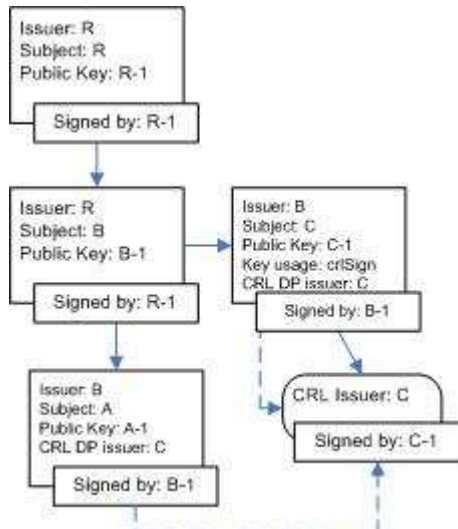 Issuer: R
Subject: R
Public Key: R-1
Signed by: R-1
Issuer: R
Subject: B
Public Key: B-1
Signed by: R-1
Issuer: B
Subject: C
Public Key: C-1
Key usage: crlSign
CRL DP issuer: C
Signed by: B-1
Issuer: B
Subject: A
Public Key: A-1
CRL DP issuer: C
Signed by: B-1
CRL Issuer: C
Signed by: C-1